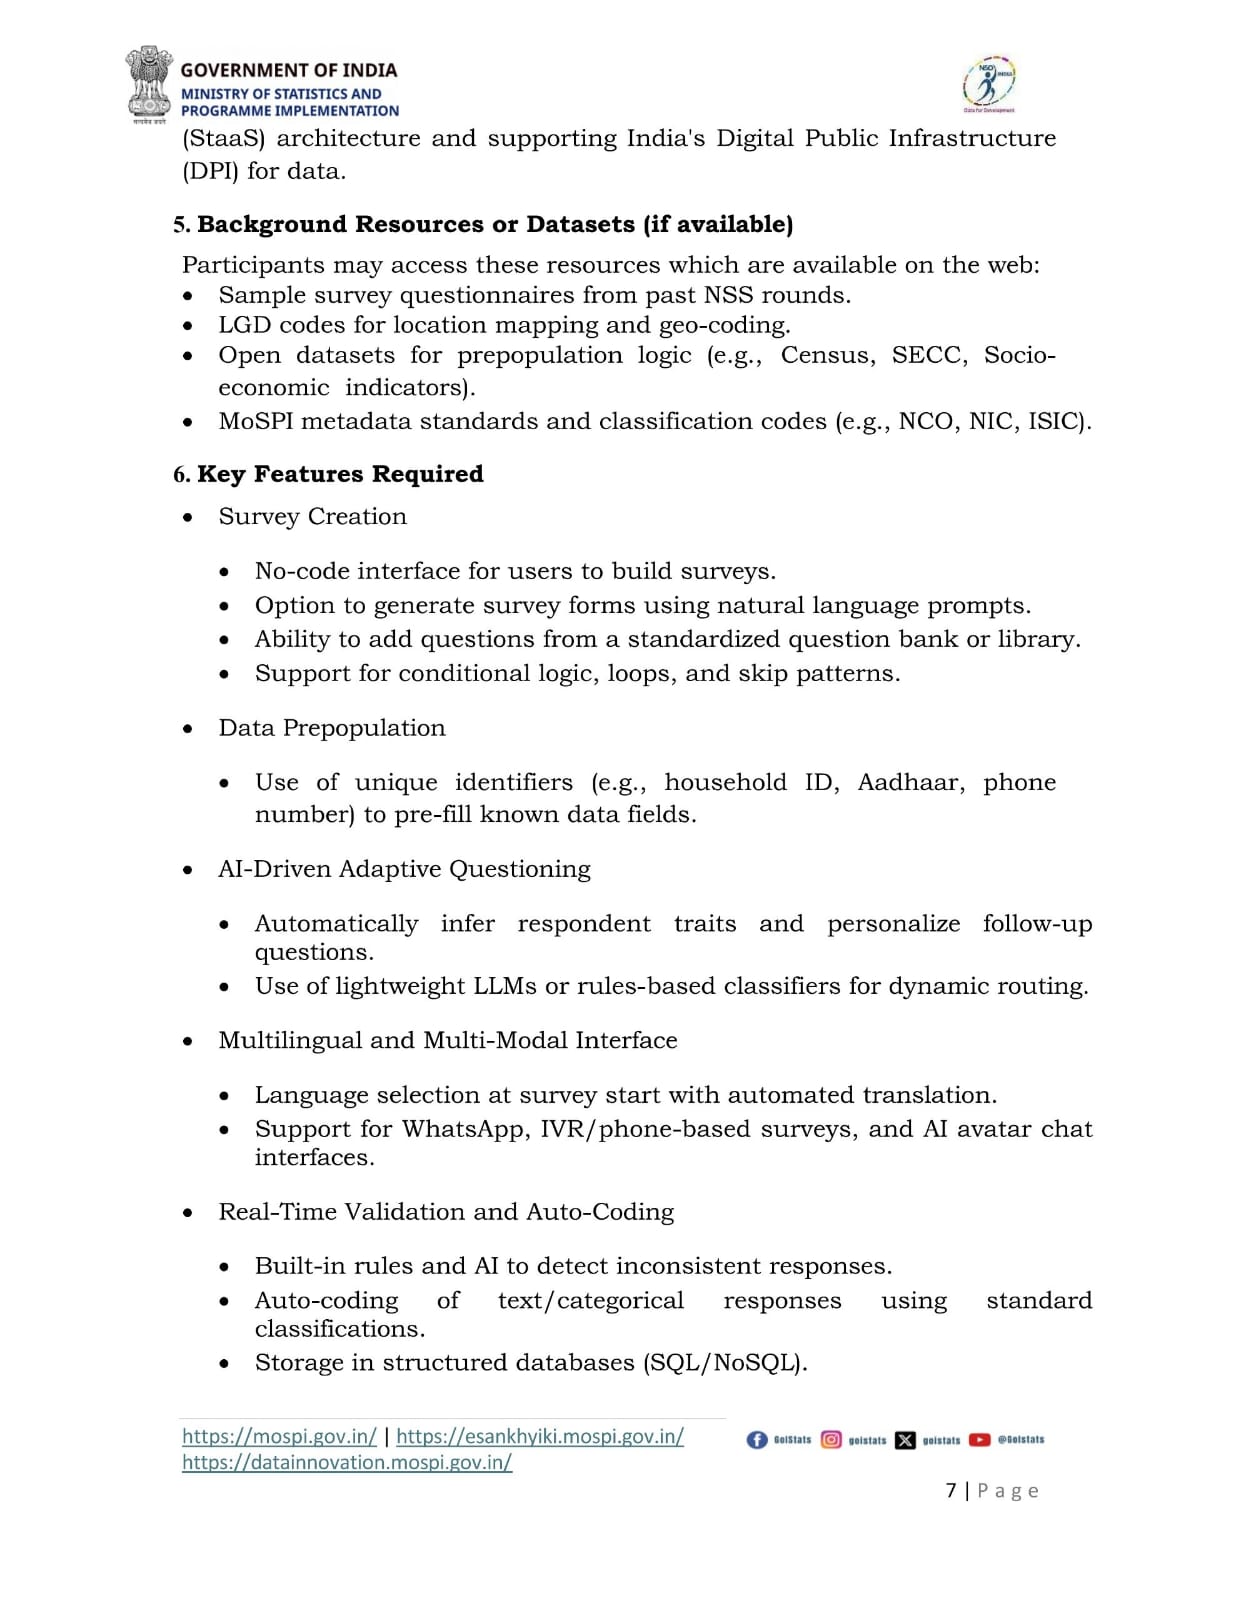 GOVERNMENT OF INDIA
MINISTRY OF STATISTICS AND
PROGRAMME IMPLEMENTATION
सत्यमेव जयते
NSO
INDIA
Data for Development
(StaaS) architecture and supporting India's Digital Public Infrastructure
(DPI) for data.
5. Background Resources or Datasets (if available)
Participants may access these resources which are available on the web:
• Sample survey questionnaires from past NSS rounds.
• LGD codes for location mapping and geo-coding.
• Open datasets for prepopulation logic (e.g., Census, SECC, Socio-
economic indicators).
• MoSPI metadata standards and classification codes (e.g., NCO, NIC, ISIC).
6. Key Features Required
• Survey Creation
• No-code interface for users to build surveys.
• Option to generate survey forms using natural language prompts.
• Ability to add questions from a standardized question bank or library.
• Support for conditional logic, loops, and skip patterns.
• Data Prepopulation
• Use of unique identifiers (e.g., household ID, Aadhaar, phone
number) to pre-fill known data fields.
• AI-Driven Adaptive Questioning
• Automatically infer respondent traits and personalize follow-up
questions.
• Use of lightweight LLMs or rules-based classifiers for dynamic routing.
• Multilingual and Multi-Modal Interface
• Language selection at survey start with automated translation.
• Support for WhatsApp, IVR/phone-based surveys, and AI avatar chat
interfaces.
• Real-Time Validation and Auto-Coding
• Built-in rules and AI to detect inconsistent responses.
• Auto-coding of text/categorical responses using standard
classifications.
• Storage in structured databases (SQL/NoSQL).
https://mospi.gov.in/ | https://esankhyiki.mospi.gov.in/
https://datainnovation.mospi.gov.in/
GoIStats goistats goistats @GoIstats
7 | Page